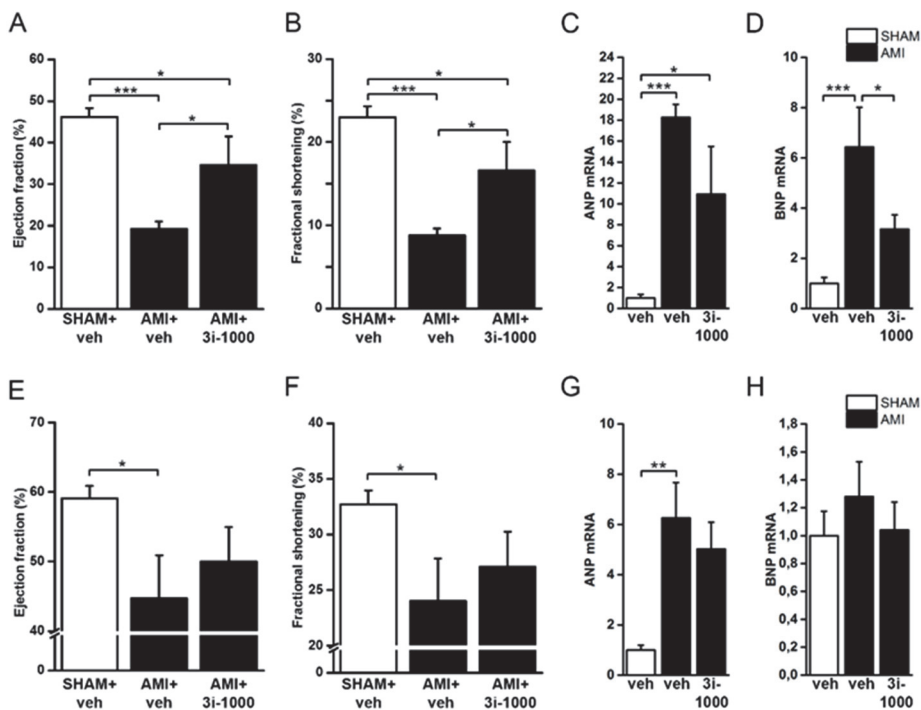 A
Ejection fraction (%)
60
50
40
30
20
10
0
*
***
*
SHAM+ AMI+ AMI+
veh veh 3i-1000
B
Fractional shortening (%)
30
20
10
0
*
***
*
SHAM+ AMI+ AMI+
veh veh 3i-1000
C
ANP mRNA
24
22
20
18
16
14
12
10
8
6
4
2
0
*
***
veh veh 3i-
1000
D
SHAM
AMI
BNP mRNA
10
8
6
4
2
0
***
*
veh veh 3i-
1000
E
Ejection fraction (%)
70
60
50
40
0
*
SHAM+ AMI+ AMI+
veh veh 3i-1000
F
Fractional shortening (%)
40
35
30
25
20
0
*
SHAM+ AMI+ AMI+
veh veh 3i-1000
G
ANP mRNA
10
8
6
4
2
0
**
veh veh 3i-
1000
H
SHAM
AMI
BNP mRNA
1,8
1,6
1,4
1,2
1,0
0,8
0,6
0,4
0,2
0,0
veh veh 3i-
1000